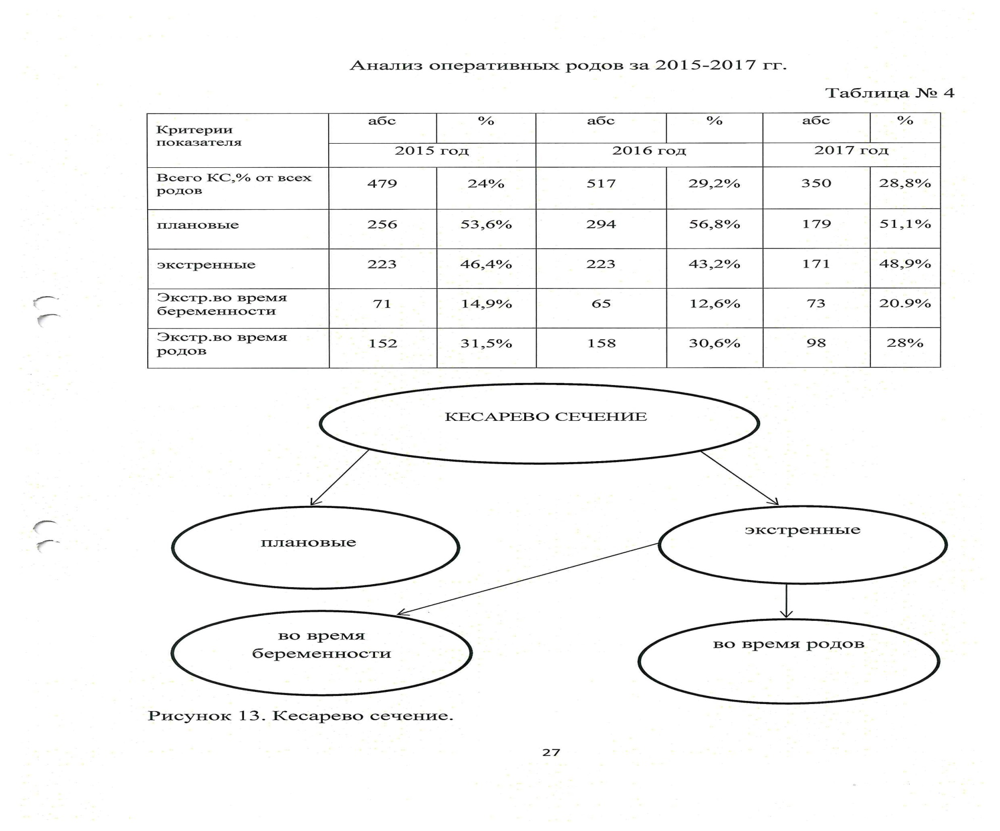 Анализ оперативных родов за 2015-2017 гг.
Таблица № 4
Критерии
показателя
абс % абс % абс %
2015 год 2016 год 2017 год
Всего КС,% от всех
родов
479 24% 517 29,2% 350 28,8%
плановые 256 53,6% 294 56,8% 179 51,1%
экстренные 223 46,4% 223 43,2% 171 48,9%
Экстр.во время
беременности
71 14,9% 65 12,6% 73 20.9%
Экстр.во время
родов
152 31,5% 158 30,6% 98 28%
КЕСАРЕВО СЕЧЕНИЕ
плановые
экстренные
во время
беременности
во время родов
Рисунок 13. Кесарево сечение.
27